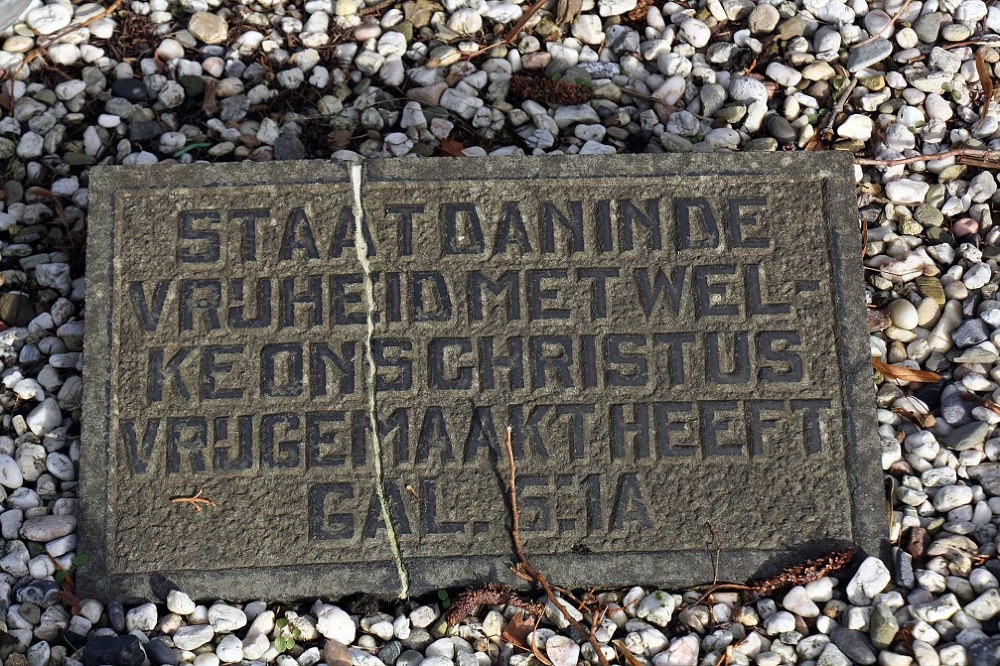 STAAT DAN IN DE
VRIJHEID MET WEL-
KE ONS CHRISTUS
VRIJGEMAAKT HEEFT
GAL. 5:1A